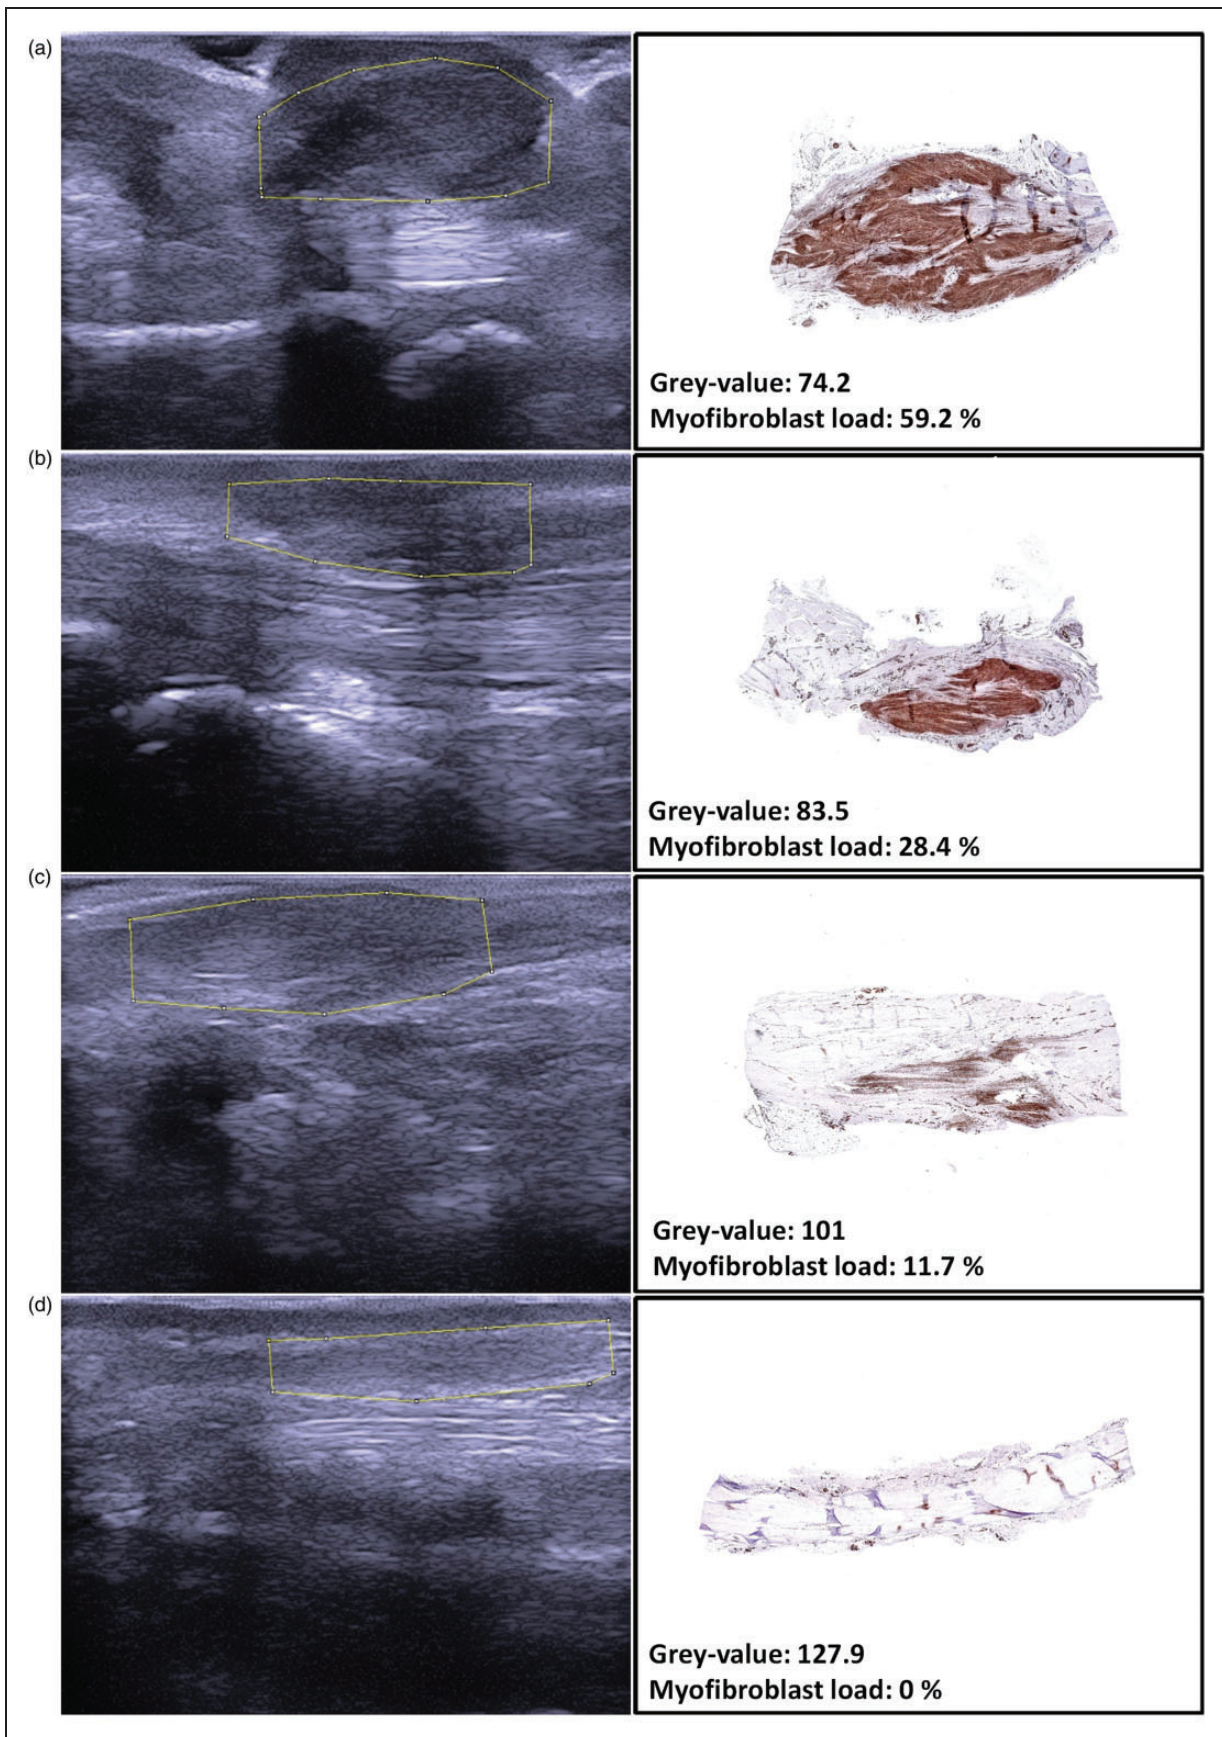 (a)
Grey-value: 74.2
Myofibroblast load: 59.2 %
(b)
Grey-value: 83.5
Myofibroblast load: 28.4 %
(c)
Grey-value: 101
Myofibroblast load: 11.7 %
(d)
Grey-value: 127.9
Myofibroblast load: 0 %